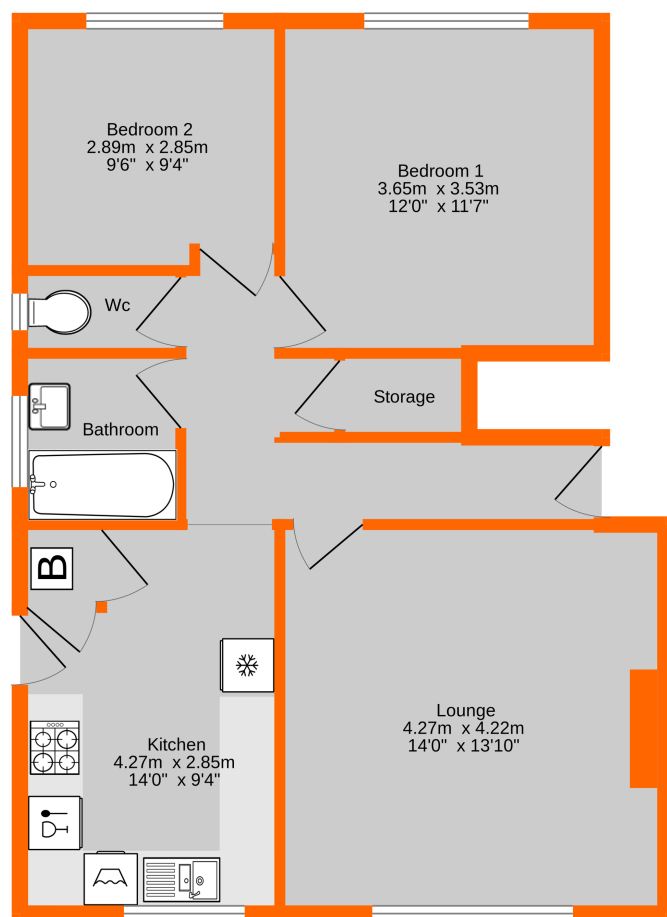 Bedroom 2
2.89m x 2.85m
9'6" x 9'4"
Bedroom 1
3.65m x 3.53m
12'0" x 11'7"
Wc
Storage
Bathroom
B
Lounge
4.27m x 4.22m
14'0" x 13'10"
Kitchen
4.27m x 2.85m
14'0" x 9'4"